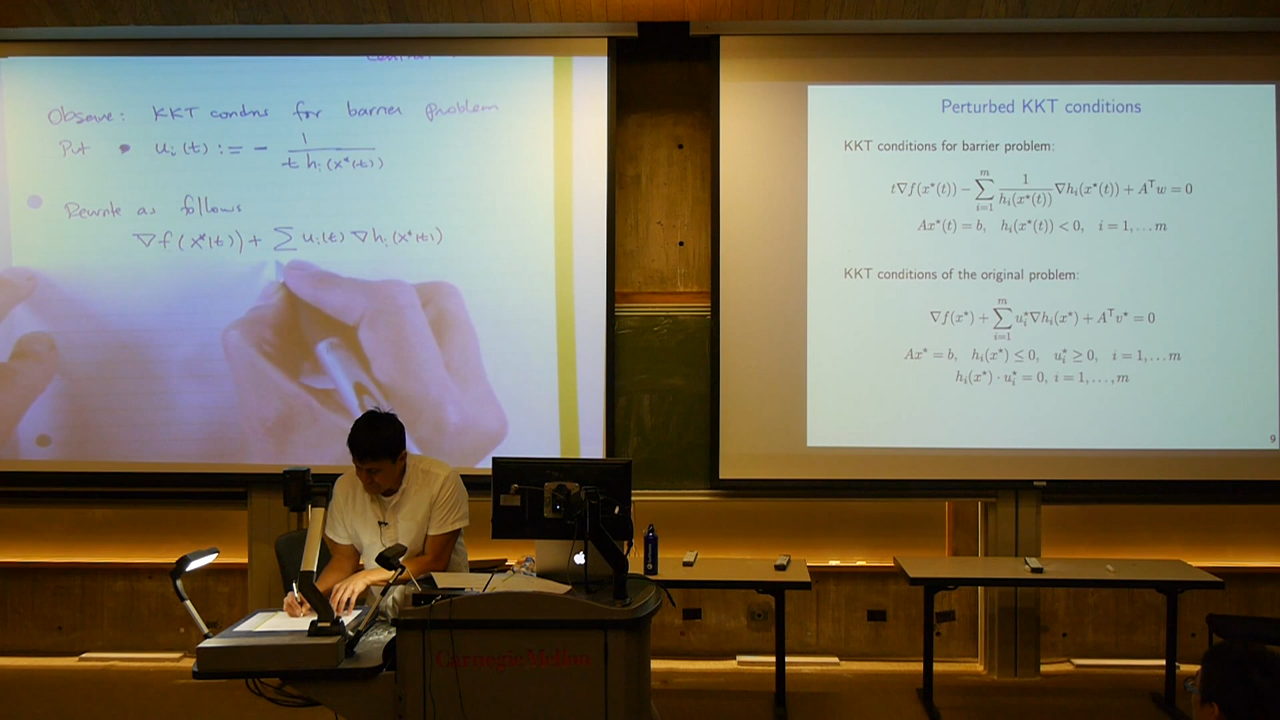 Observe: KKT condns for barrier problem
Put • u_i(t) := - 1 / (t h_i(x*(t)))
Rewrite as follows
∇f(x*(t)) + ∑ u_i(t) ∇h_i(x*(t))
Perturbed KKT conditions
KKT conditions for barrier problem:
t∇f(x*(t)) − ∑_{i=1}^{m} 1/h_i(x*(t)) ∇h_i(x*(t)) + A^T w = 0
Ax*(t) = b, h_i(x*(t)) < 0, i = 1, . . . m
KKT conditions of the original problem:
∇f(x*) + ∑_{i=1}^{m} u_i* ∇h_i(x*) + A^T v* = 0
Ax* = b, h_i(x*) ≤ 0, u_i* ≥ 0, i = 1, . . . m
h_i(x*) · u_i* = 0, i = 1, . . . , m
9
Carnegie Mellon